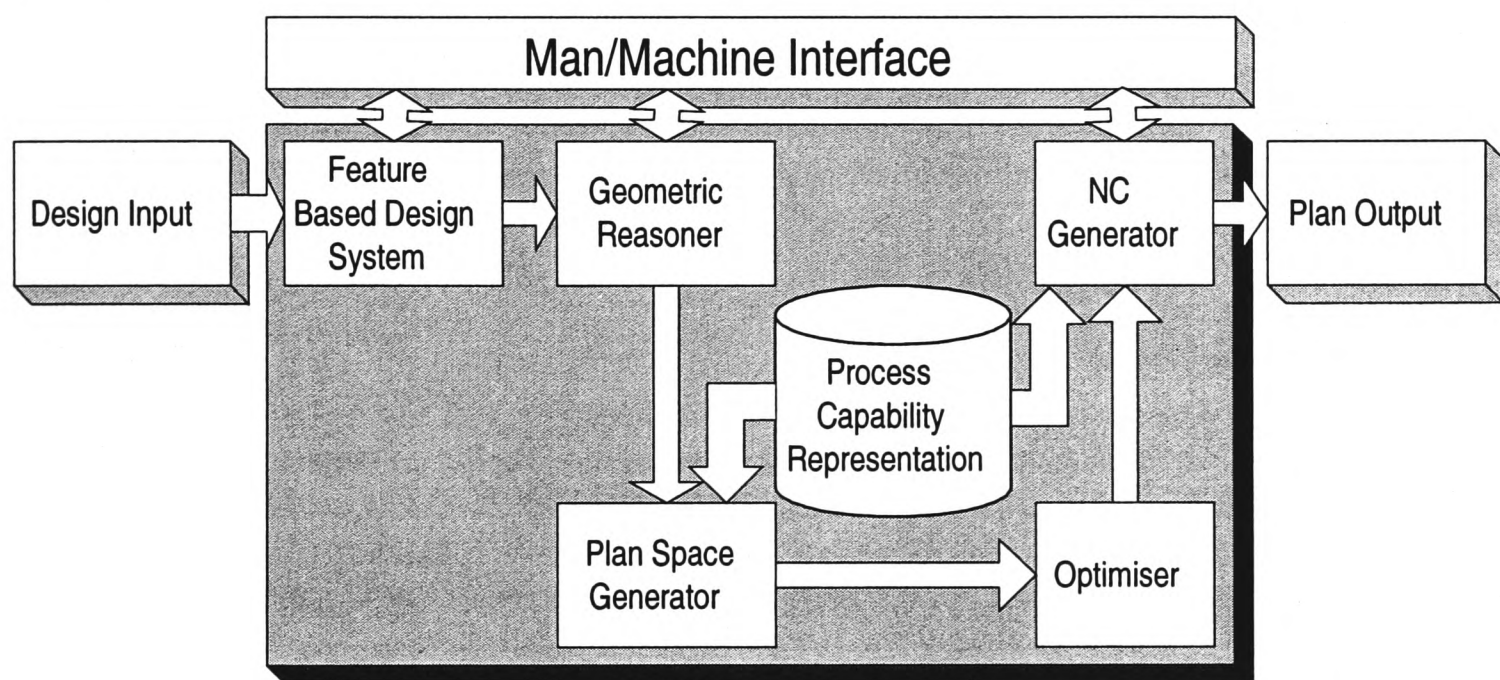 Man/Machine Interface
Design Input
Feature
Based Design
System
Geometric
Reasoner
NC
Generator
Plan Output
Process
Capability
Representation
Plan Space
Generator
Optimiser